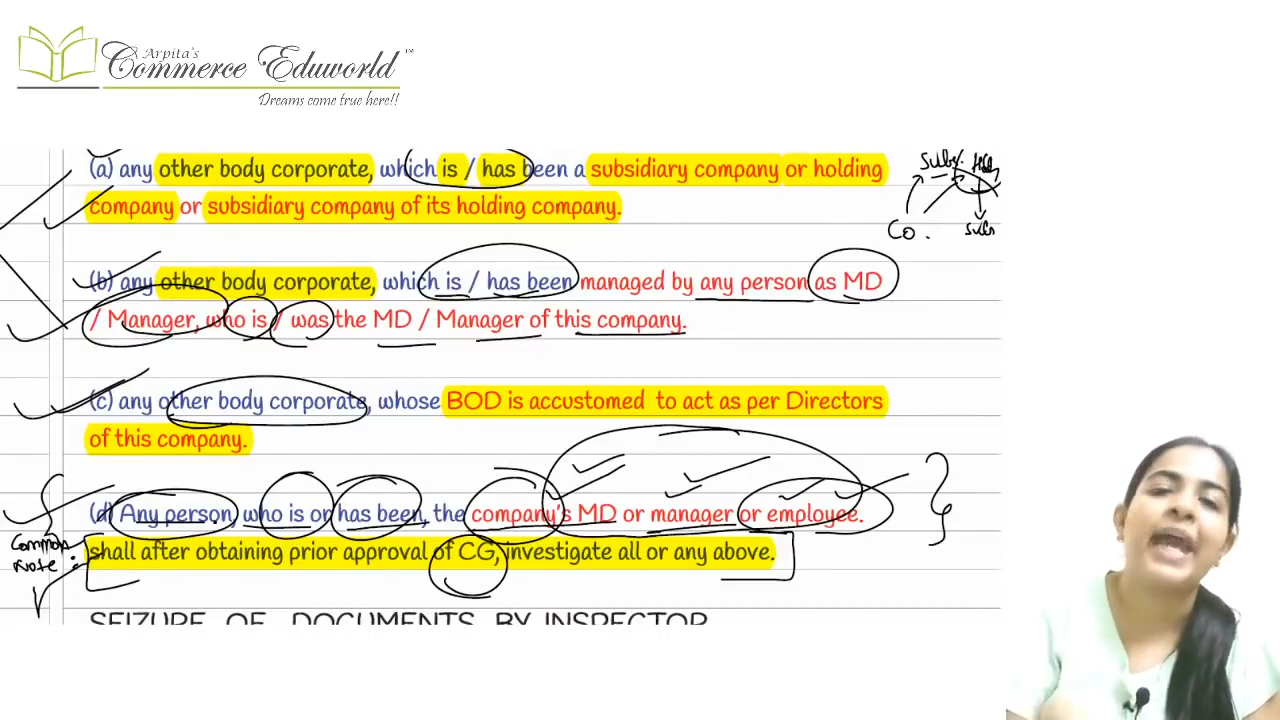 Arpita's
Commerce Eduworld™
Dreams come true here!!
(a) any other body corporate, which is / has been a subsidiary company or holding
company or subsidiary company of its holding company.
Subs. Hldg
Co. Subs
(b) any other body corporate, which is / has been managed by any person as MD
/ Manager, who is / was the MD / Manager of this company.
(c) any other body corporate, whose BOD is accustomed to act as per Directors
of this company.
(d) Any person, who is or has been, the company's MD or manager or employee.
Common Note:
shall after obtaining prior approval of CG, investigate all or any above.
SEIZURE OF DOCUMENTS BY INSPECTOR